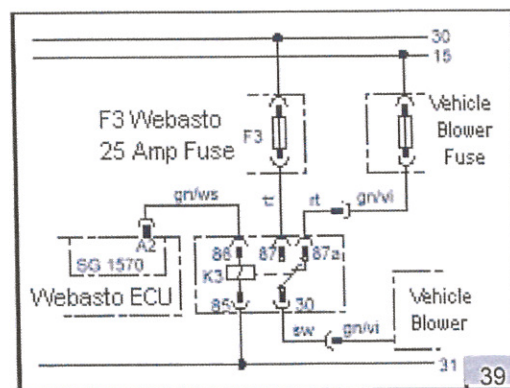 30
15
F3 Webasto
25 Amp Fuse
F3
Vehicle
Blower
Fuse
gn/ws
rt
rt
gn/vi
A2
SG 1570
Webasto ECU
86
87
87a
K3
85
30
Vehicle
Blower
sw
gn/vi
31
39